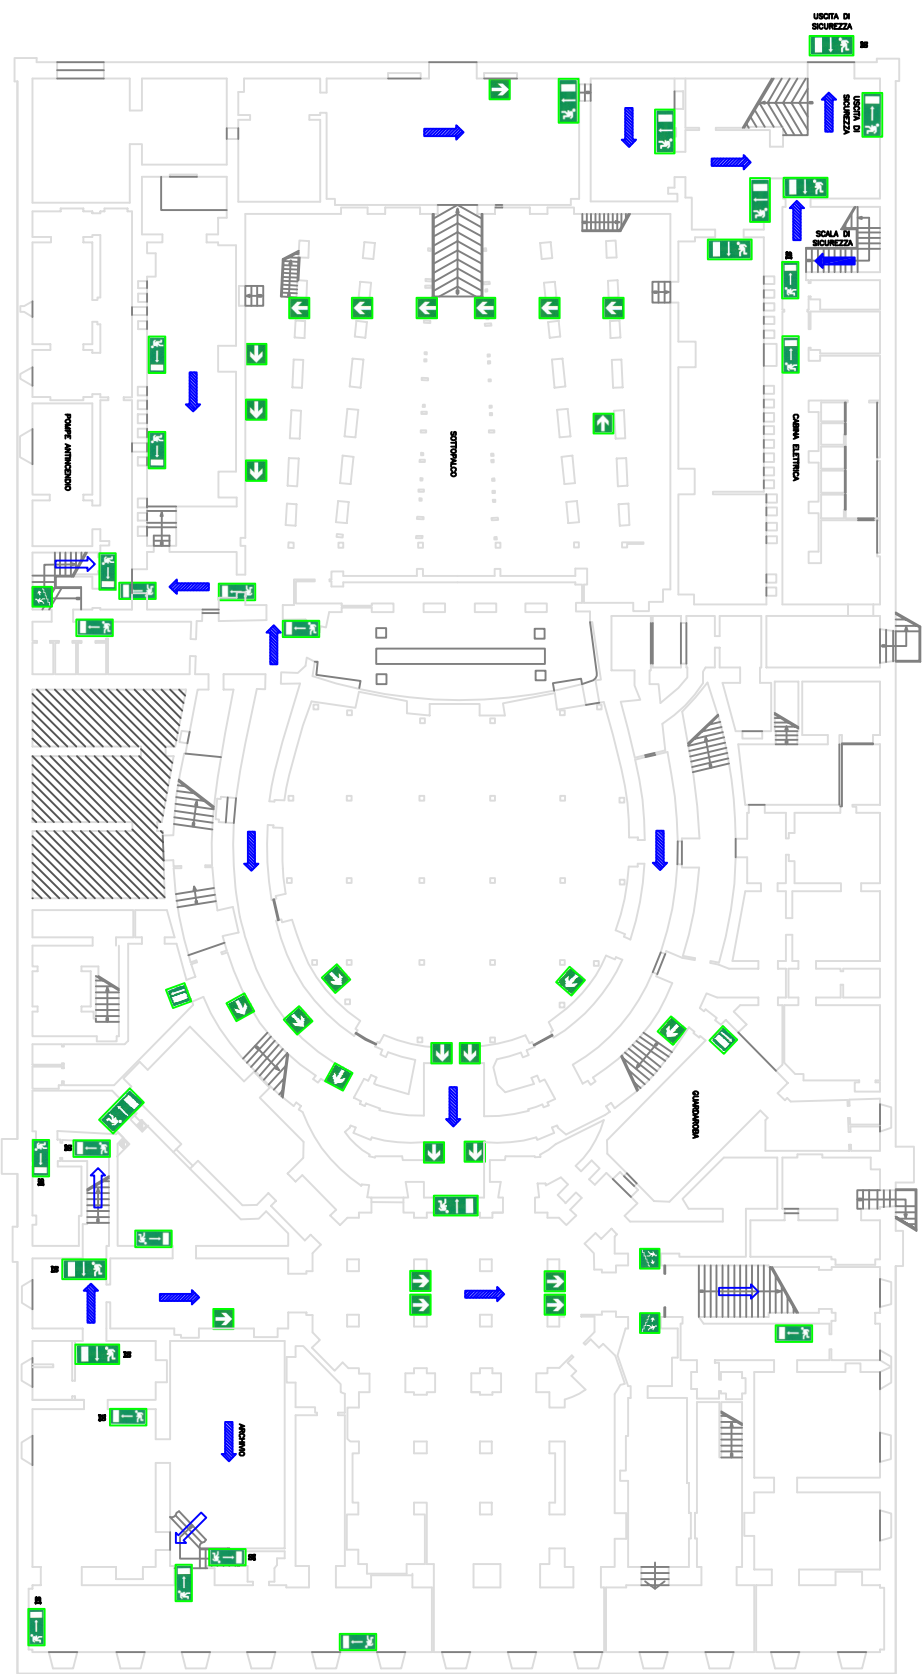 USCITA DI
SICUREZZA
USCITA DI
SICUREZZA
SCALA DI
SICUREZZA
POMPE ANTINCENDIO
SOTTOPALCO
CABINA ELETTRICA
GUARDAROBA
ARCHIVIO